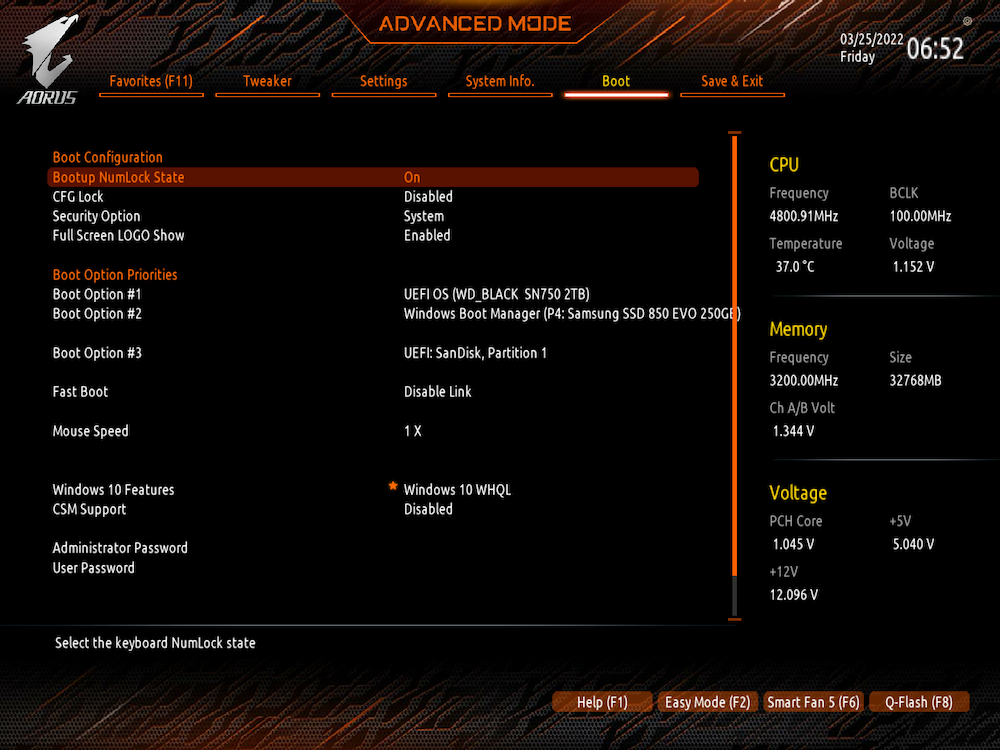 ADVANCED MODE
AORUS
03/25/2022
Friday
06:52
Favorites (F11) Tweaker Settings System Info. Boot Save & Exit
Boot Configuration
Bootup NumLock State On
CFG Lock Disabled
Security Option System
Full Screen LOGO Show Enabled
Boot Option Priorities
Boot Option #1 UEFI OS (WD_BLACK SN750 2TB)
Boot Option #2 Windows Boot Manager (P4: Samsung SSD 850 EVO 250GB)
Boot Option #3 UEFI: SanDisk, Partition 1
Fast Boot Disable Link
Mouse Speed 1 X
Windows 10 Features Windows 10 WHQL
CSM Support Disabled
Administrator Password
User Password
CPU
Frequency BCLK
4800.91MHz 100.00MHz
Temperature Voltage
37.0 °C 1.152 V
Memory
Frequency Size
3200.00MHz 32768MB
Ch A/B Volt
1.344 V
Voltage
PCH Core +5V
1.045 V 5.040 V
+12V
12.096 V
Select the keyboard NumLock state
Help (F1) Easy Mode (F2) Smart Fan 5 (F6) Q-Flash (F8)